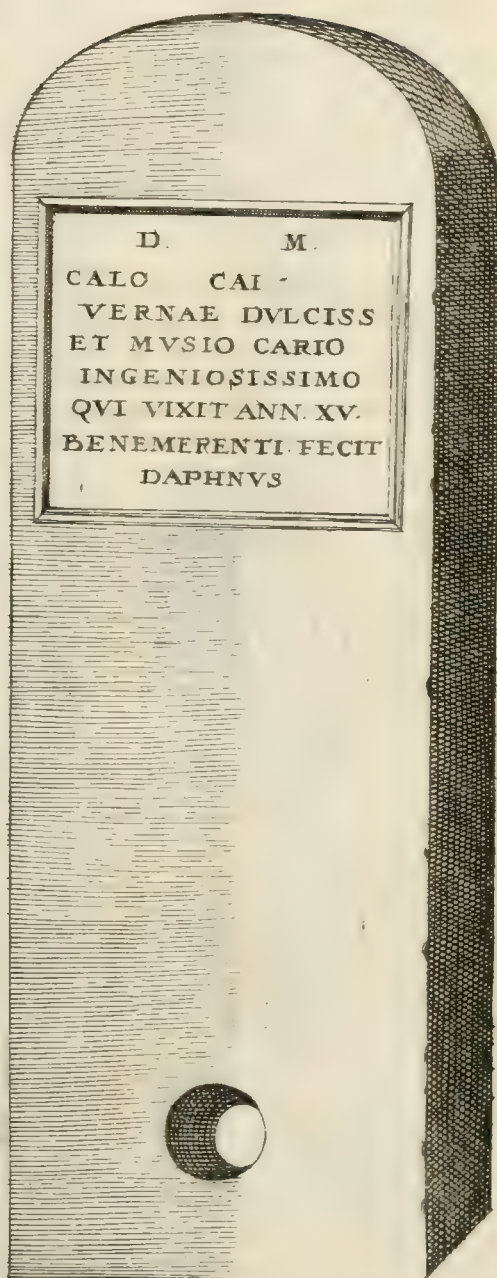 D. M.
CALO CAI -
VERNAE DVLCISS
ET MVSIO CARIO
INGENIOSISSIMO
QVI VIXIT ANN. XV.
BENEMERENTI. FECIT
DAPHNVS